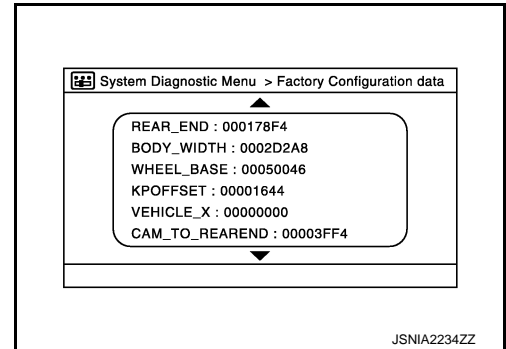 System Diagnostic Menu > Factory Configuration data
REAR_END : 000178F4
BODY_WIDTH : 0002D2A8
WHEEL_BASE : 00050046
KPOFFSET : 00001644
VEHICLE_X : 00000000
CAM_TO_REAREND : 00003FF4
JSNIA2234ZZ